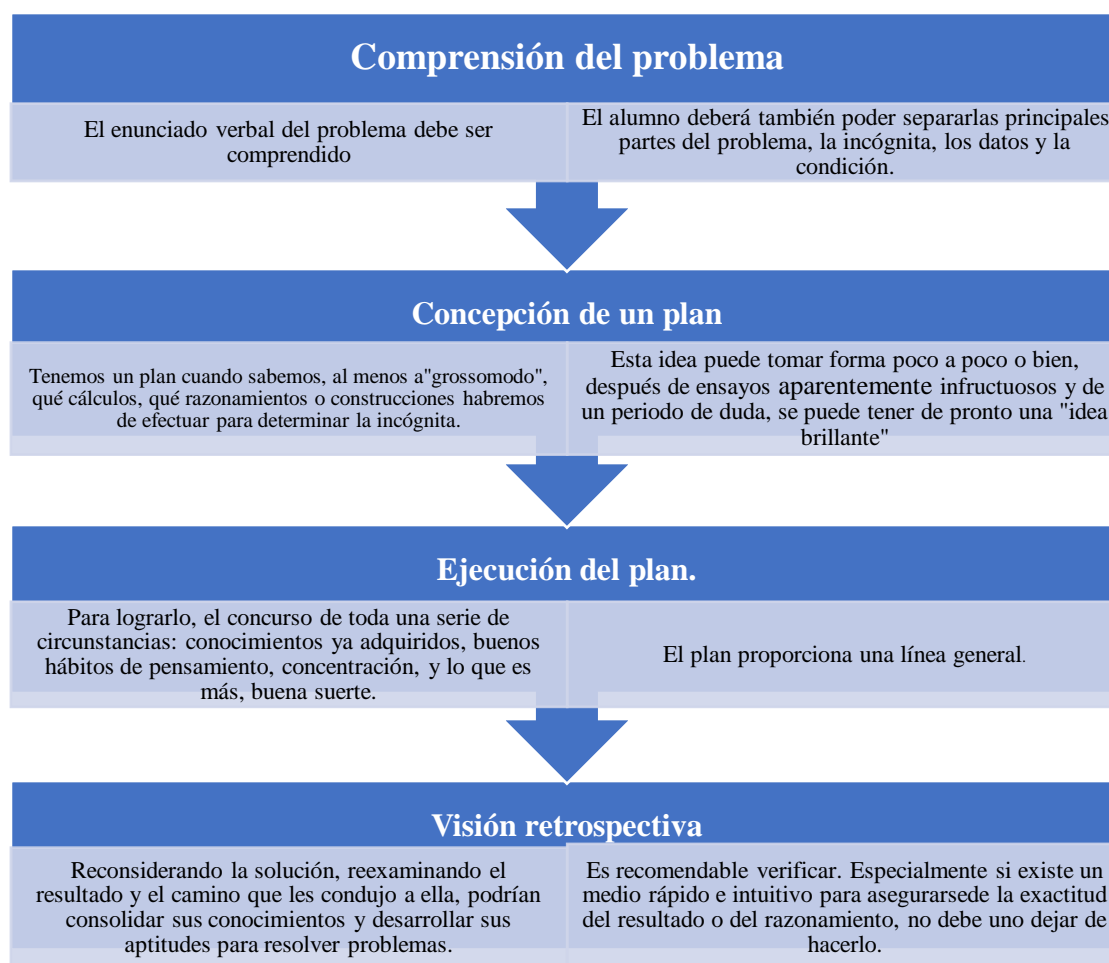 Comprensión del problema
El enunciado verbal del problema debe ser
comprendido
El alumno deberá también poder separarlas principales
partes del problema, la incógnita, los datos y la
condición.
Concepción de un plan
Tenemos un plan cuando sabemos, al menos a"grossomodo",
qué cálculos, qué razonamientos o construcciones habremos
de efectuar para determinar la incógnita.
Esta idea puede tomar forma poco a poco o bien,
después de ensayos aparentemente infructuosos y de
un periodo de duda, se puede tener de pronto una "idea
brillante"
Ejecución del plan.
Para lograrlo, el concurso de toda una serie de
circunstancias: conocimientos ya adquiridos, buenos
hábitos de pensamiento, concentración, y lo que es
más, buena suerte.
El plan proporciona una línea general.
Visión retrospectiva
Reconsiderando la solución, reexaminando el
resultado y el camino que les condujo a ella, podrían
consolidar sus conocimientos y desarrollar sus
aptitudes para resolver problemas.
Es recomendable verificar. Especialmente si existe un
medio rápido e intuitivo para asegurarsede la exactitud
del resultado o del razonamiento, no debe uno dejar de
hacerlo.